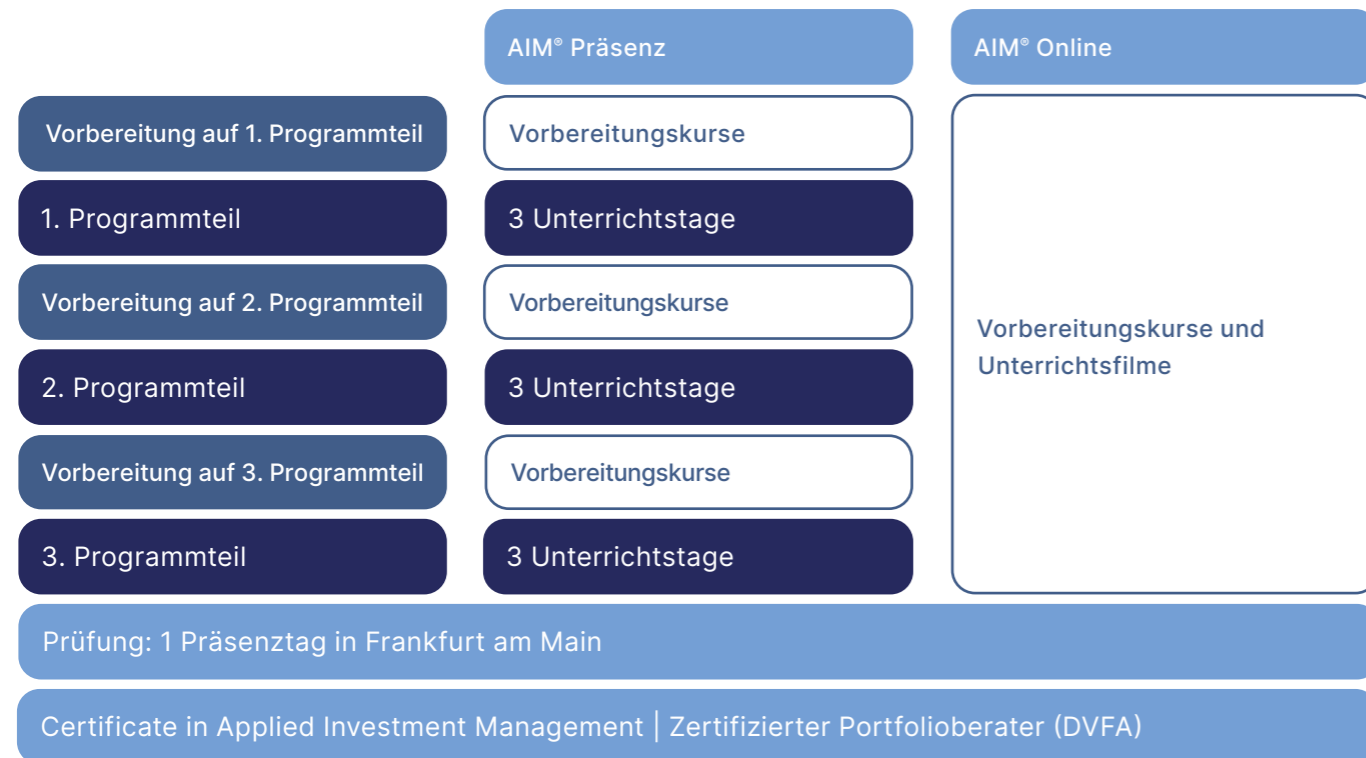 AIM® Präsenz
AIM® Online
Vorbereitung auf 1. Programmteil
Vorbereitungskurse
1. Programmteil
3 Unterrichtstage
Vorbereitung auf 2. Programmteil
Vorbereitungskurse
2. Programmteil
3 Unterrichtstage
Vorbereitung auf 3. Programmteil
Vorbereitungskurse
3. Programmteil
3 Unterrichtstage
Vorbereitungskurse und
Unterrichtsfilme
Prüfung: 1 Präsenztag in Frankfurt am Main
Certificate in Applied Investment Management | Zertifizierter Portfolioberater (DVFA)